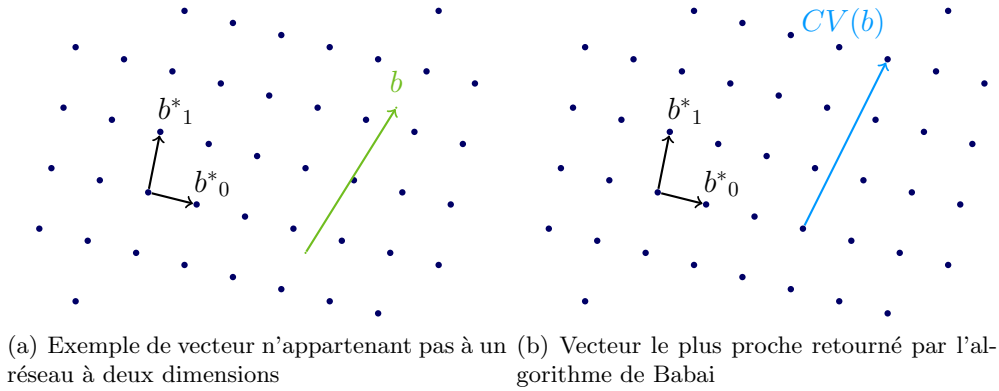 b
b*1
b*0
CV(b)
b*1
b*0
(a) Exemple de vecteur n'appartenant pas à un
réseau à deux dimensions
(b) Vecteur le plus proche retourné par l'al-
gorithme de Babai